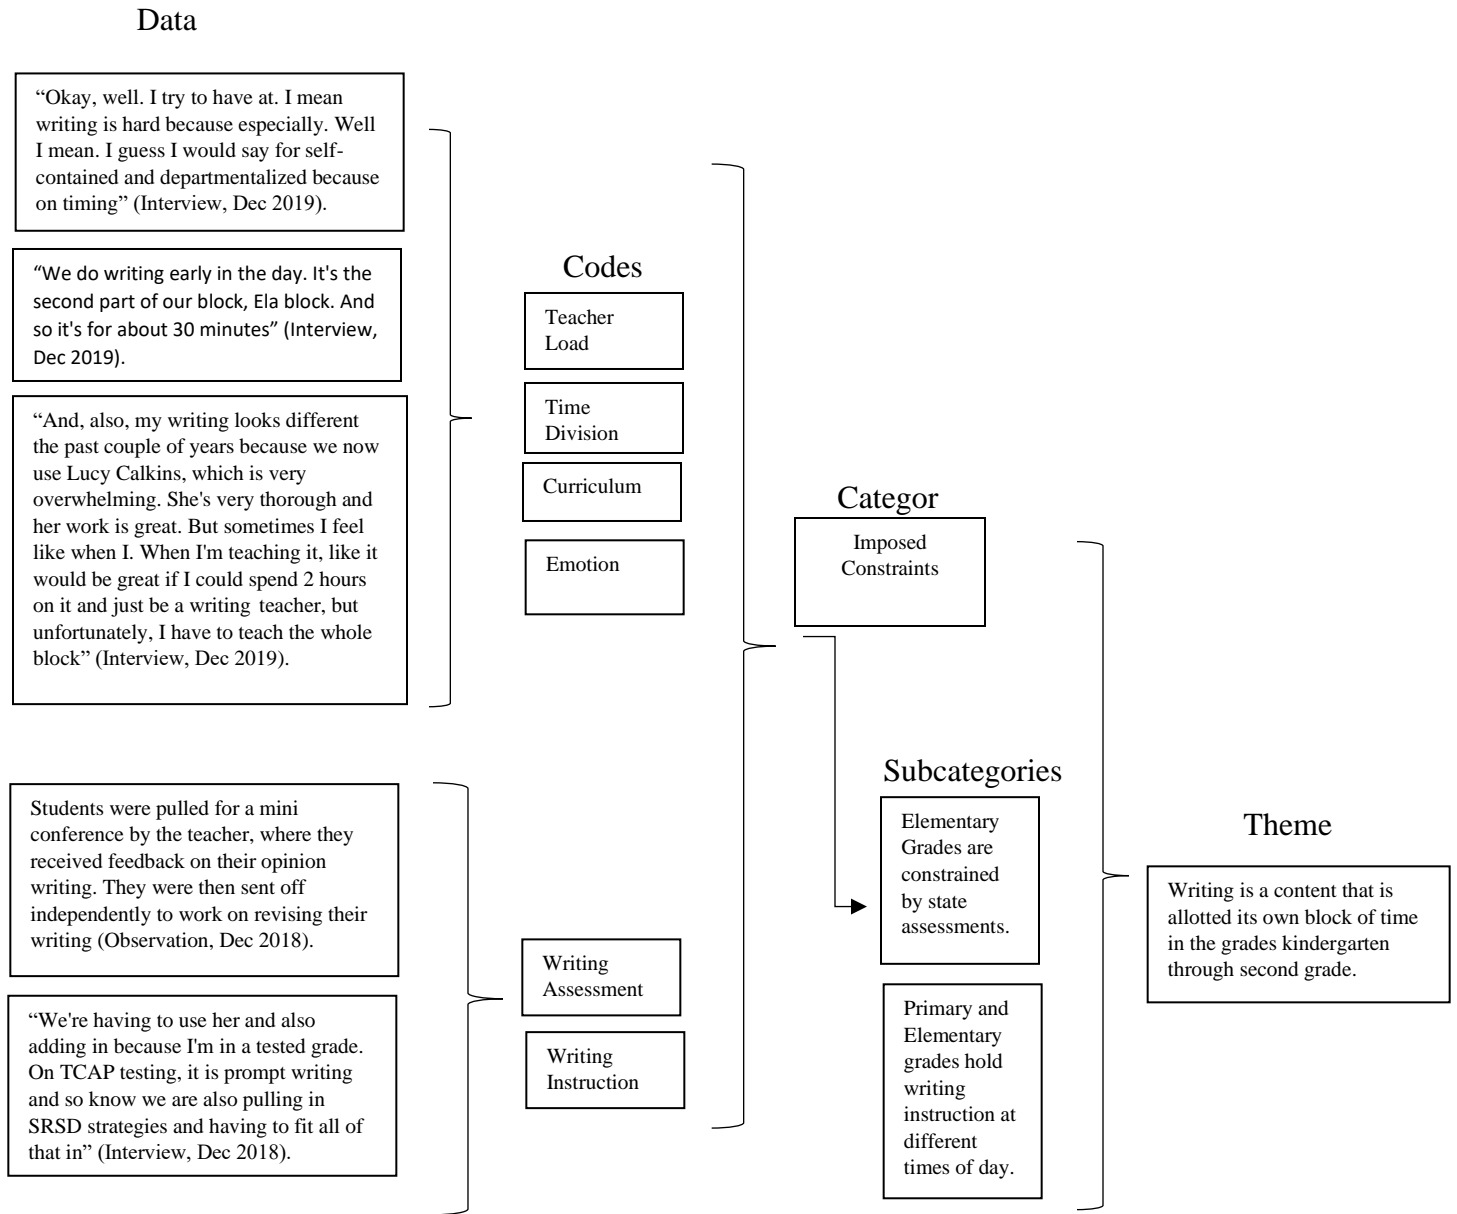 Data
“Okay, well. I try to have at. I mean
writing is hard because especially. Well
I mean. I guess I would say for self-
contained and departmentalized because
on timing” (Interview, Dec 2019).
“We do writing early in the day. It's the
second part of our block, Ela block. And
so it's for about 30 minutes” (Interview,
Dec 2019).
“And, also, my writing looks different
the past couple of years because we now
use Lucy Calkins, which is very
overwhelming. She's very thorough and
her work is great. But sometimes I feel
like when I. When I'm teaching it, like it
would be great if I could spend 2 hours
on it and just be a writing teacher, but
unfortunately, I have to teach the whole
block” (Interview, Dec 2019).
Students were pulled for a mini
conference by the teacher, where they
received feedback on their opinion
writing. They were then sent off
independently to work on revising their
writing (Observation, Dec 2018).
“We're having to use her and also
adding in because I'm in a tested grade.
On TCAP testing, it is prompt writing
and so know we are also pulling in
SRSD strategies and having to fit all of
that in” (Interview, Dec 2018).
Codes
Teacher
Load
Time
Division
Curriculum
Emotion
Writing
Assessment
Writing
Instruction
Categor
Imposed
Constraints
Subcategories
Elementary
Grades are
constrained
by state
assessments.
Primary and
Elementary
grades hold
writing
instruction at
different
times of day.
Theme
Writing is a content that is
allotted its own block of time
in the grades kindergarten
through second grade.